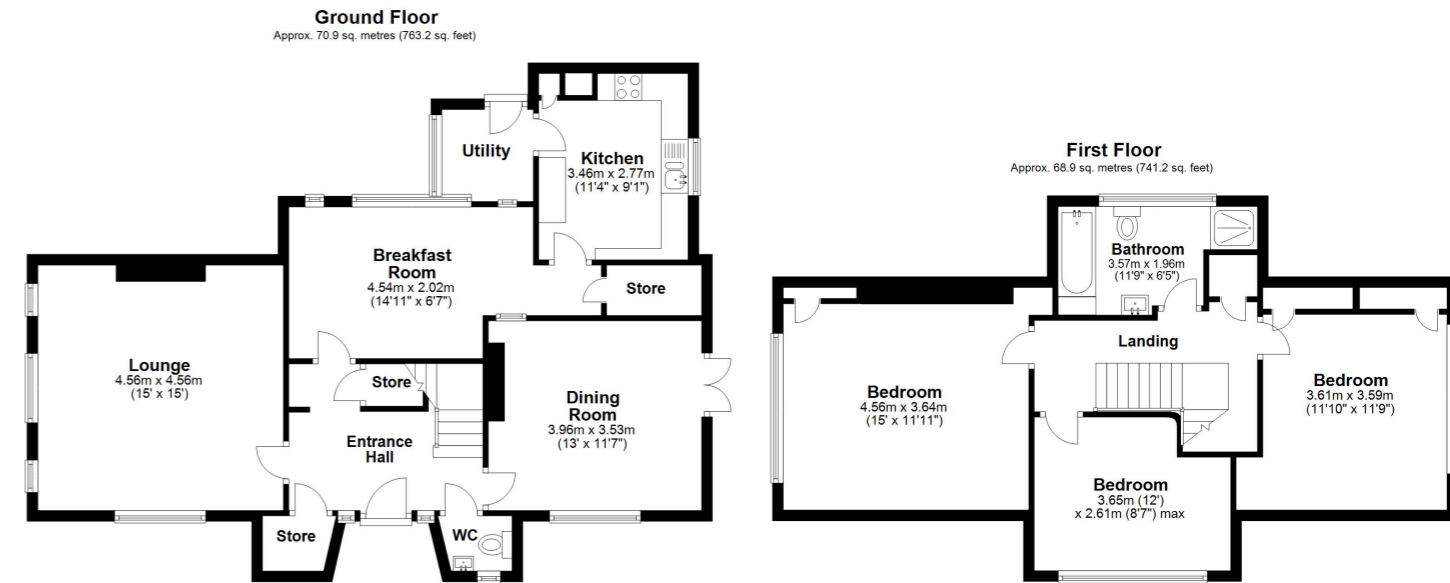 Ground Floor
Approx. 70.9 sq. metres (763.2 sq. feet)
Utility
Kitchen
3.46m x 2.77m
(11'4" x 9'1")
Breakfast
Room
4.54m x 2.02m
(14'11" x 6'7")
Store
Lounge
4.56m x 4.56m
(15' x 15')
Store
Dining
Room
3.96m x 3.53m
(13' x 11'7")
Entrance
Hall
Store
WC
First Floor
Approx. 68.9 sq. metres (741.2 sq. feet)
Bathroom
3.57m x 1.96m
(11'9" x 6'5")
Landing
Bedroom
4.56m x 3.64m
(15' x 11'11")
Bedroom
3.61m x 3.59m
(11'10" x 11'9")
Bedroom
3.65m (12')
x 2.61m (8'7") max